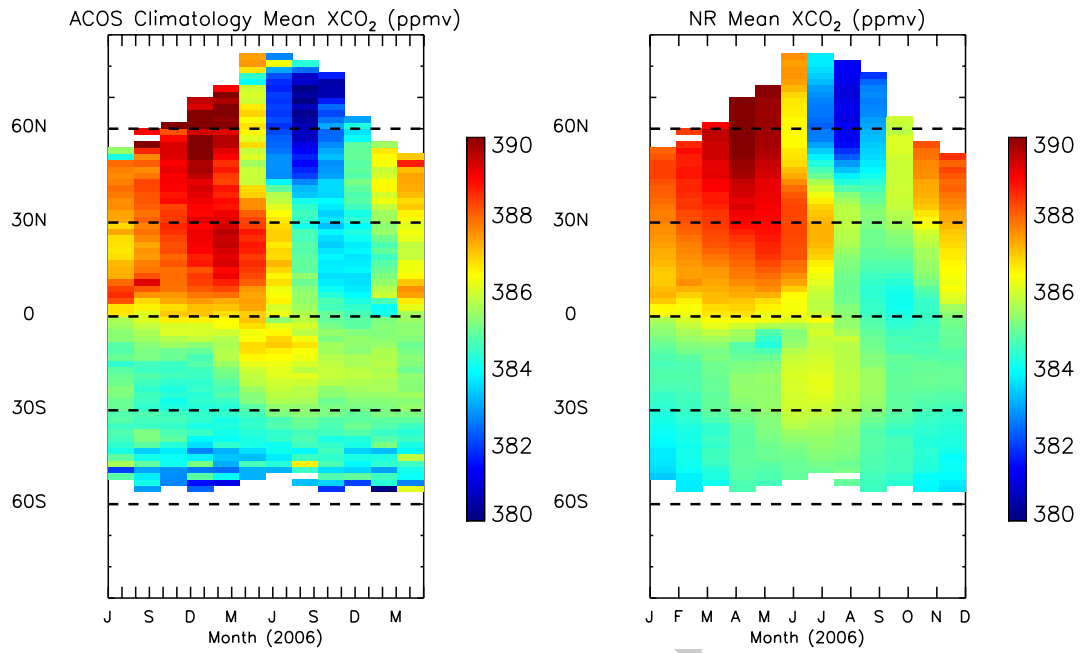 ACOS Climatology Mean XCO₂ (ppmv)
60N
30N
0
30S
60S
390
388
386
384
382
380
J S D M J S D M
Month (2006)
NR Mean XCO₂ (ppmv)
60N
30N
0
30S
60S
390
388
386
384
382
380
J F M A M J J A S O N D
Month (2006)